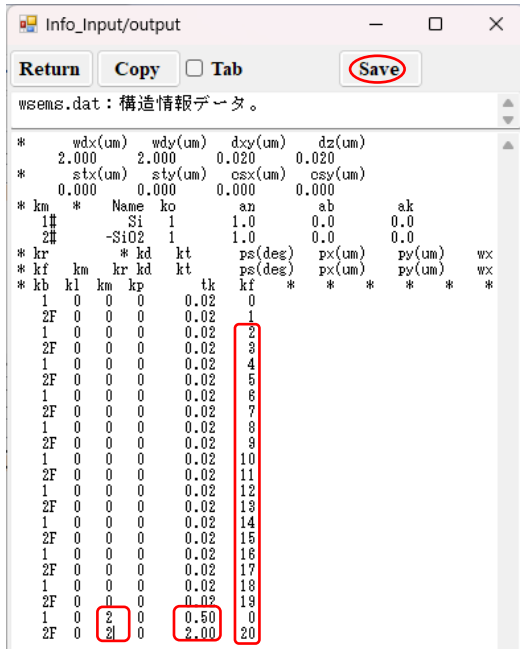 Info_Input/output
Return Copy Tab Save
wsems.dat：構造情報データ。
* wdx(um) wdy(um) dxy(um) dz(um)
2.000 2.000 0.020 0.020
* stx(um) sty(um) csx(um) csy(um)
0.000 0.000 0.000 0.000
* km * Name ko an ab ak
1# Si 1 1.0 0.0 0.0
2# -SiO2 1 1.0 0.0 0.0
* kr * kd kt ps(deg) px(um) py(um) wx
* kf km kr kd kt ps(deg) px(um) py(um) wx
* kb kl km kp tk kf * * * * *
1 0 0 0 0.02 0
2F 0 0 0 0.02 1
1 0 0 0 0.02 2
2F 0 0 0 0.02 3
1 0 0 0 0.02 4
2F 0 0 0 0.02 5
1 0 0 0 0.02 6
2F 0 0 0 0.02 7
1 0 0 0 0.02 8
2F 0 0 0 0.02 9
1 0 0 0 0.02 10
2F 0 0 0 0.02 11
1 0 0 0 0.02 12
2F 0 0 0 0.02 13
1 0 0 0 0.02 14
2F 0 0 0 0.02 15
1 0 0 0 0.02 16
2F 0 0 0 0.02 17
1 0 0 0 0.02 18
2F 0 0 0 0.02 19
1 0 2 0 0.50 0
2F 0 2 0 2.00 20